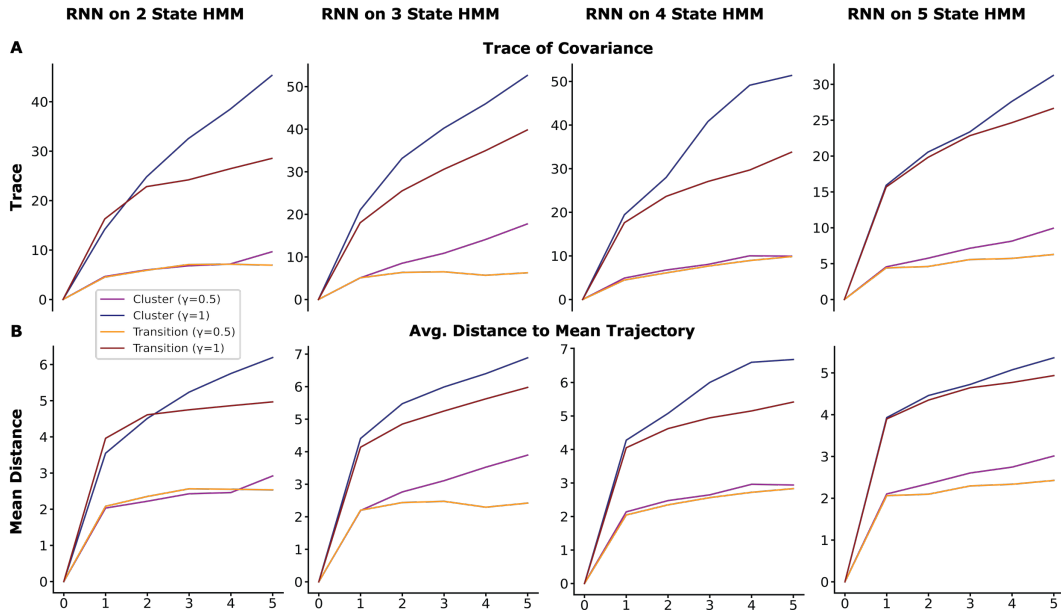 RNN on 2 State HMM
RNN on 3 State HMM
RNN on 4 State HMM
RNN on 5 State HMM
A
Trace of Covariance
Trace
40
30
20
10
0
50
40
30
20
10
0
50
40
30
20
10
0
30
25
20
15
10
5
0
Cluster (γ=0.5)
Cluster (γ=1)
Transition (γ=0.5)
Transition (γ=1)
B
Avg. Distance to Mean Trajectory
Mean Distance
6
5
4
3
2
1
0
7
6
5
4
3
2
1
0
7
6
5
4
3
2
1
0
5
4
3
2
1
0
0 1 2 3 4 5
0 1 2 3 4 5
0 1 2 3 4 5
0 1 2 3 4 5